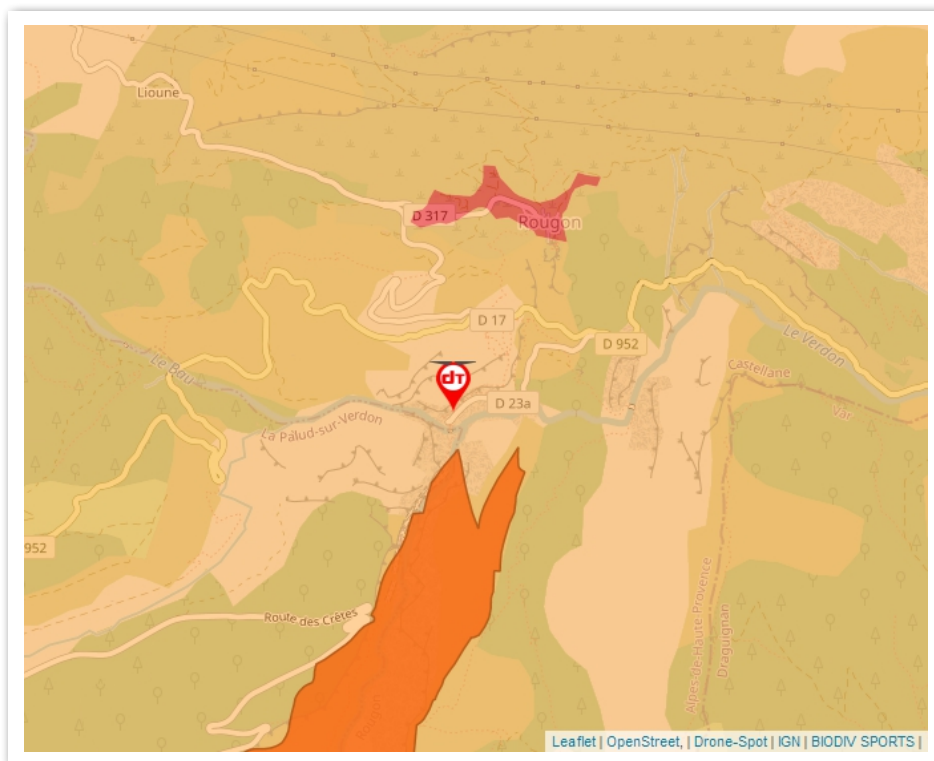 Lioune
D 317
Rougon
D 17
D 952
Le Verdon
Le Bau
Castellane
Var
dT
D 23a
La Palud-sur-Verdon
952
Route des Crêtes
Alpes-de-Haute-Provence
Draguignan
Rougon
Leaflet | OpenStreet, | Drone-Spot | IGN | BIODIV SPORTS |